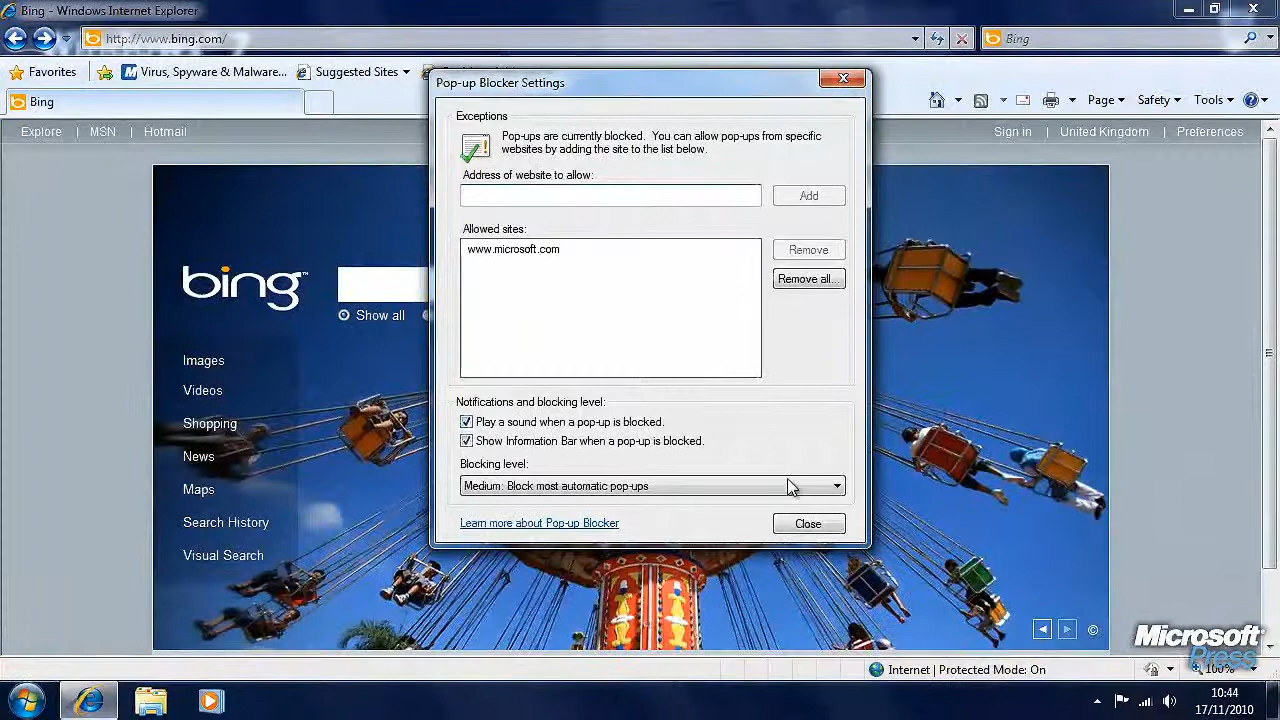 Bing - Windows Internet Explorer
http://www.bing.com/
Bing
Favorites
Virus, Spyware & Malware...
Suggested Sites
Bing
Page
Safety
Tools
Explore | MSN | Hotmail
Sign in | United Kingdom | Preferences
Pop-up Blocker Settings
Exceptions
Pop-ups are currently blocked. You can allow pop-ups from specific
websites by adding the site to the list below.
Address of website to allow:
Add
Allowed sites:
www.microsoft.com
Remove
Remove all...
Notifications and blocking level:
Play a sound when a pop-up is blocked.
Show Information Bar when a pop-up is blocked.
Blocking level:
Medium: Block most automatic pop-ups
Learn more about Pop-up Blocker
Close
bing™
Show all
Images
Videos
Shopping
News
Maps
Search History
Visual Search
©
Microsoft
Press
Internet | Protected Mode: On
100%
10:44
17/11/2010